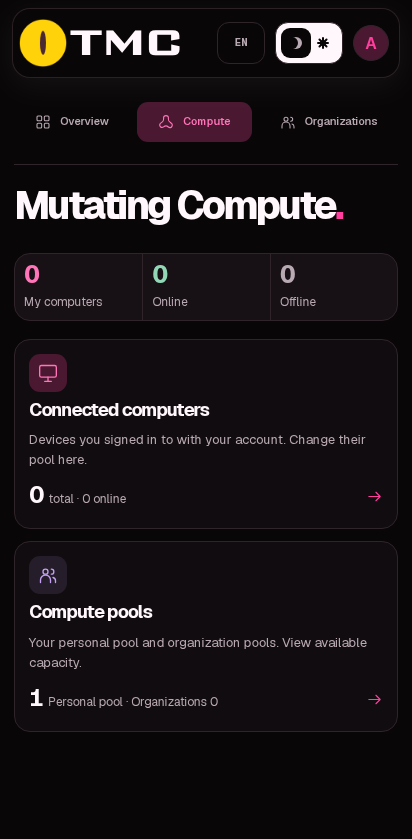 TMC
EN
A
Overview
Compute
Organizations
Mutating Compute.
0
0
0
My computers
Online
Offline
Connected computers
Devices you signed in to with your account. Change their
pool here.
0 total · 0 online
→
Compute pools
Your personal pool and organization pools. View available
capacity.
1 Personal pool · Organizations 0
→